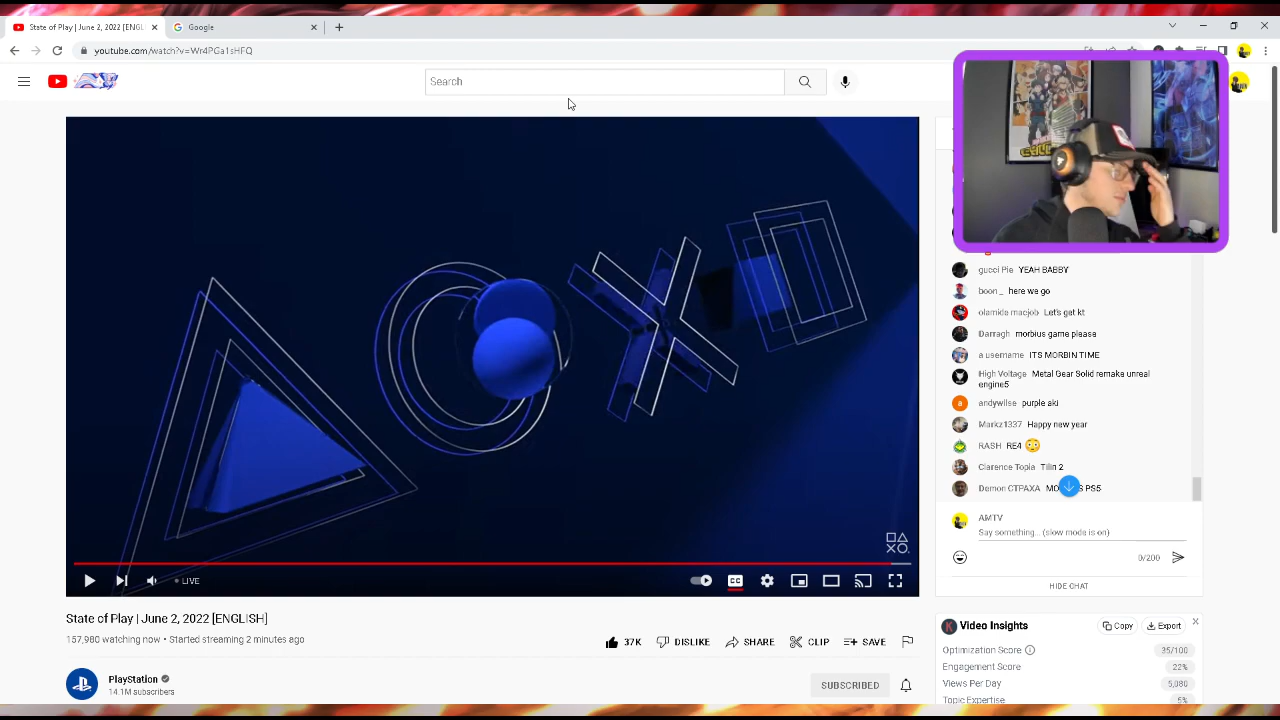 State of Play | June 2, 2022 [ENGL
Google
youtube.com/watch?v=Wr4PGa1sHFQ
Search
gucci Pie YEAH BABBY
boon_ here we go
olamide macjob Let's get kt
Darragh morbius game please
a username ITS MORBIN TIME
High Voltage Metal Gear Solid remake unreal
engine5
andywilse purple aki
Markz1337 Happy new year
RASH RE4
Clarence Topia Tilin 2
Demon CTPAXA MO S PS5
AMTV
Say something... (slow mode is on)
0/200
HIDE CHAT
LIVE
CC
State of Play | June 2, 2022 [ENGLISH]
157,980 watching now • Started streaming 2 minutes ago
37K DISLIKE SHARE CLIP SAVE
PlayStation
14.1M subscribers
SUBSCRIBED
Video Insights Copy Export
Optimization Score 35/100
Engagement Score 22%
Views Per Day 5,080
Topic Expertise 5%